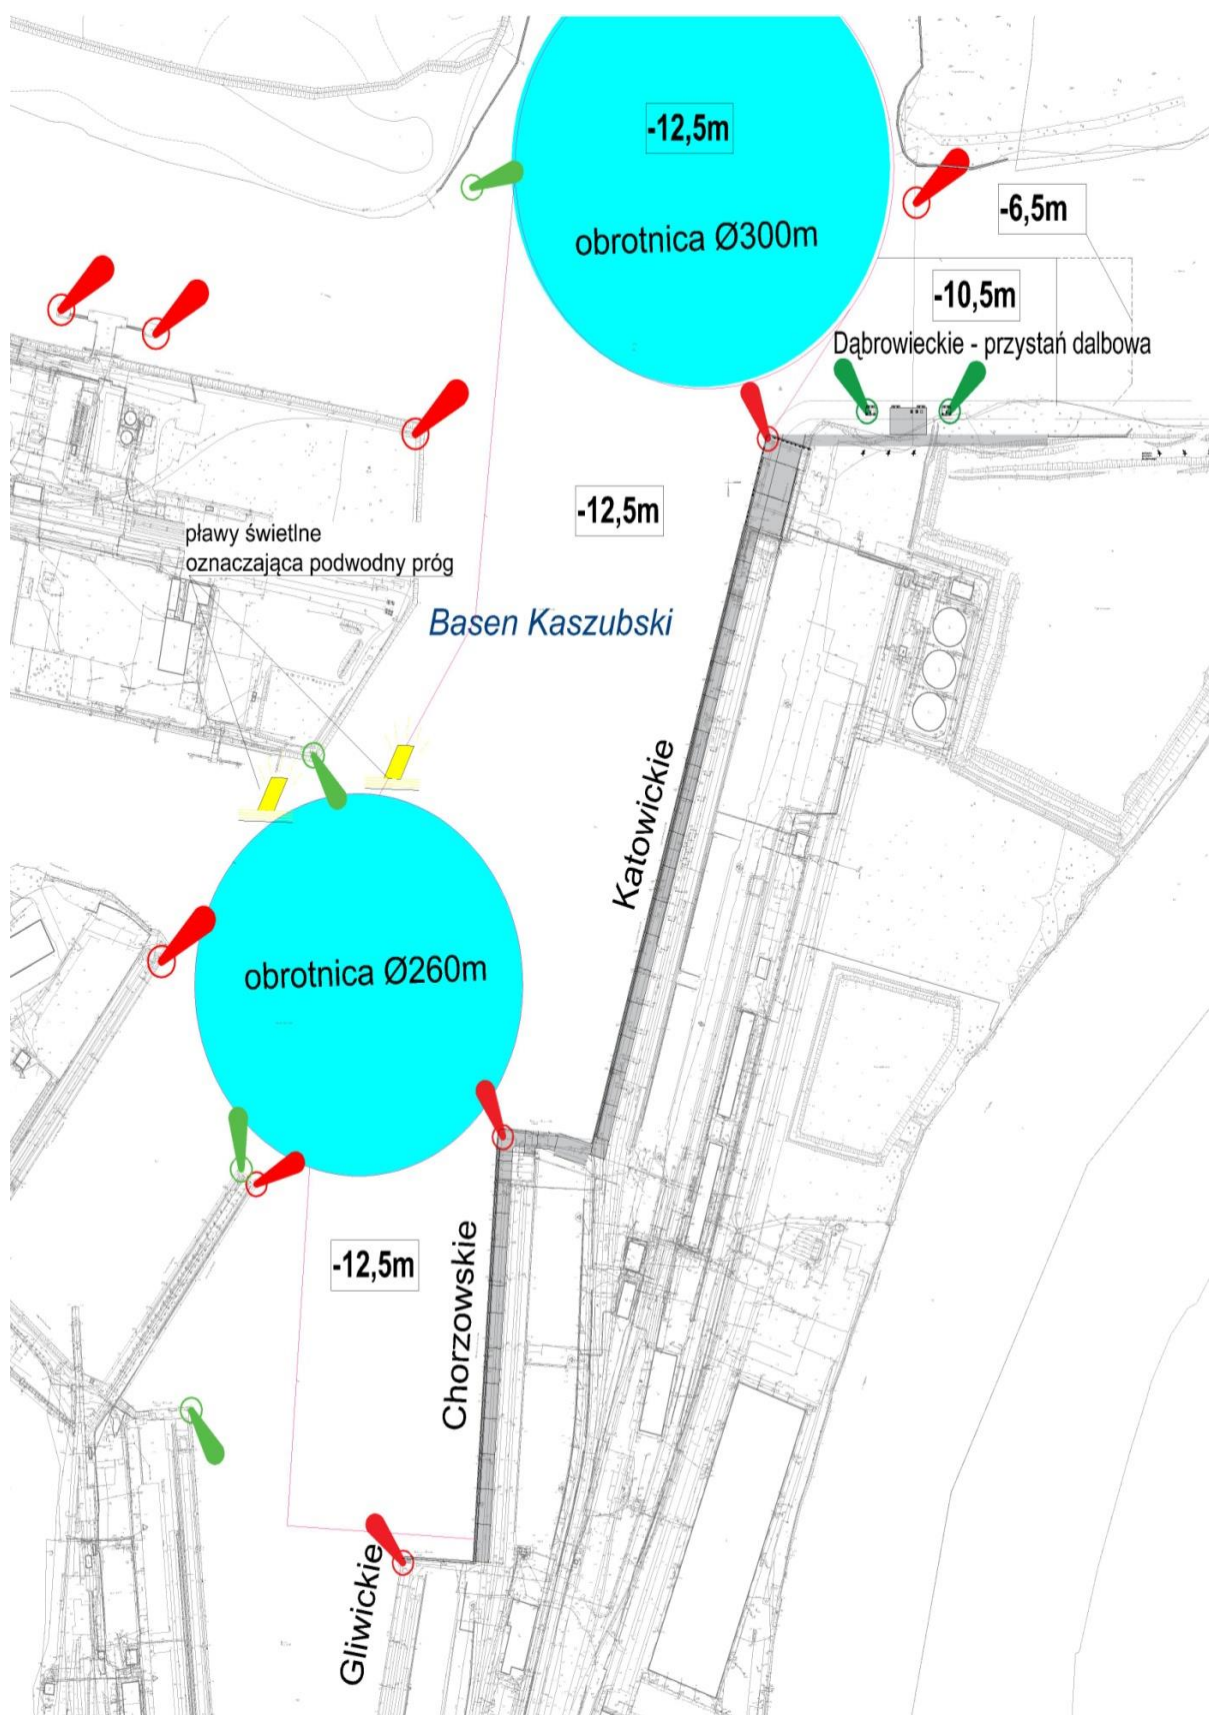 -12,5m
obrotnica Ø300m
-6,5m
-10,5m
Dąbrowieckie - przystań dalbowa
-12,5m
pławy świetlne
oznaczająca podwodny próg
Basen Kaszubski
Katowickie
obrotnica Ø260m
-12,5m
Chorzowskie
Gliwickie